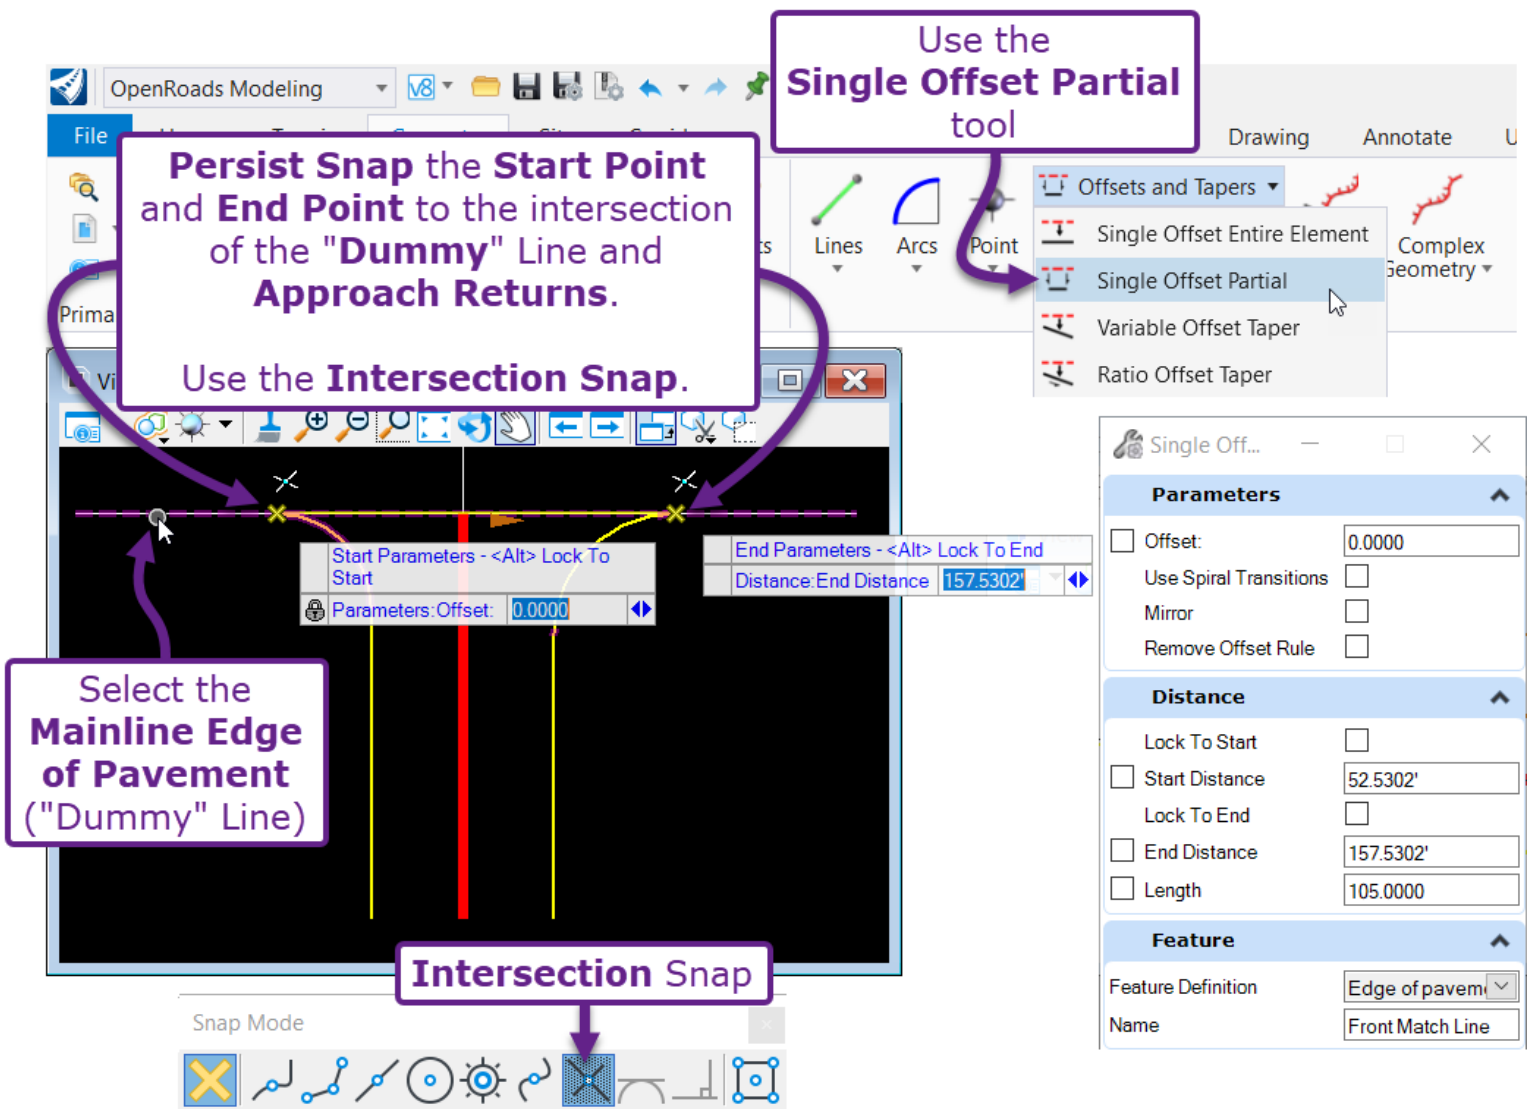 Use the
Single Offset Partial
tool
OpenRoads Modeling
V8
File
Drawing
Annotate
U
Persist Snap the Start Point
and End Point to the intersection
of the "Dummy" Line and
Approach Returns.
Use the Intersection Snap.
Offsets and Tapers
Single Offset Entire Element
Single Offset Partial
Variable Offset Taper
Ratio Offset Taper
ts
Lines
Arcs
Point
Complex
Geometry
Prima
Vi
Start Parameters - <Alt> Lock To
Start
Parameters:Offset: 0.0000
End Parameters - <Alt> Lock To End
Distance:End Distance 157.5302'
Select the
Mainline Edge
of Pavement
("Dummy" Line)
Single Off...
Parameters
Offset: 0.0000
Use Spiral Transitions
Mirror
Remove Offset Rule
Distance
Lock To Start
Start Distance 52.5302'
Lock To End
End Distance 157.5302'
Length 105.0000
Feature
Feature Definition Edge of pavem
Name Front Match Line
Intersection Snap
Snap Mode